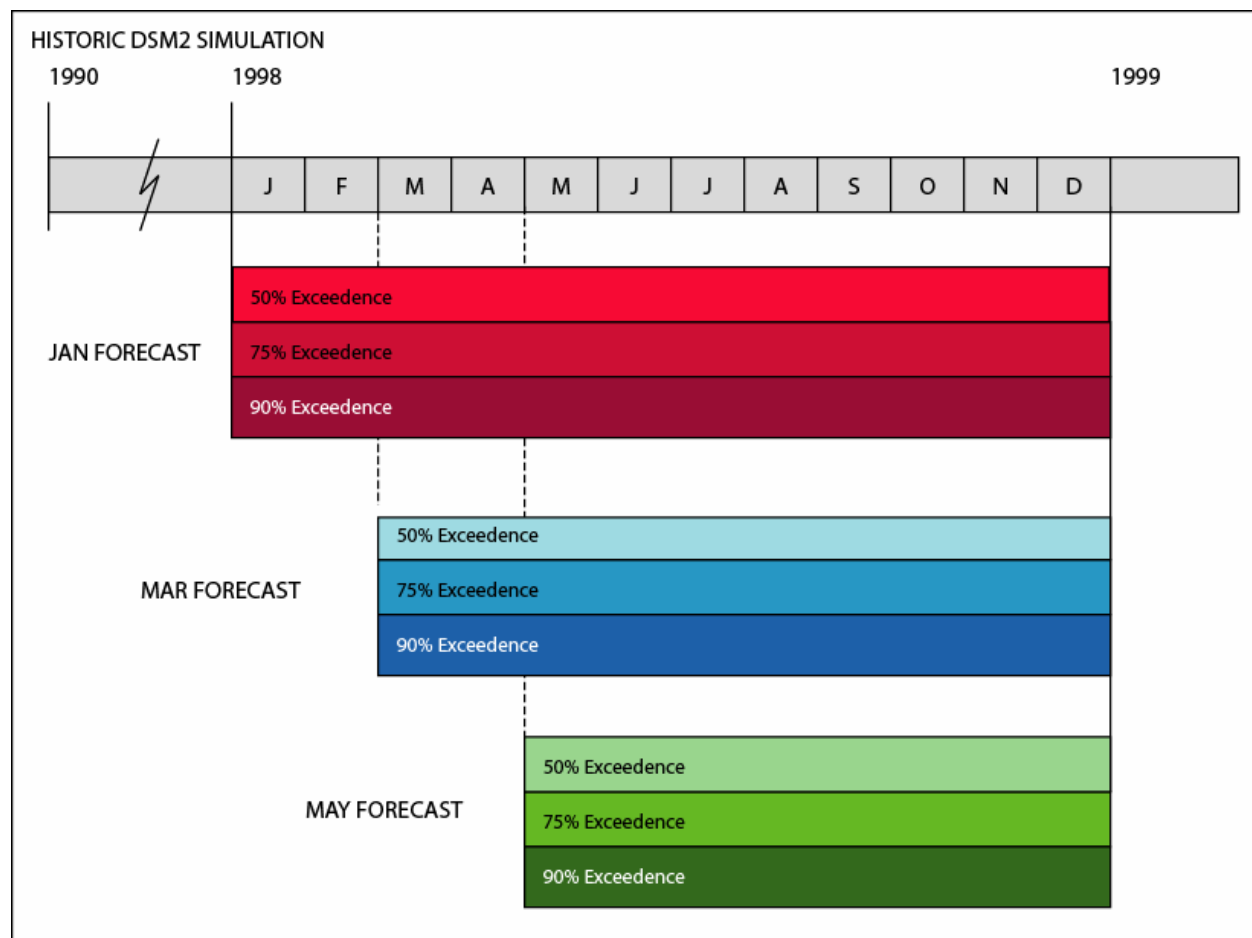 HISTORIC DSM2 SIMULATION
1990 1998 1999
J F M A M J J A S O N D
50% Exceedence
JAN FORECAST 75% Exceedence
90% Exceedence
50% Exceedence
MAR FORECAST 75% Exceedence
90% Exceedence
50% Exceedence
MAY FORECAST 75% Exceedence
90% Exceedence